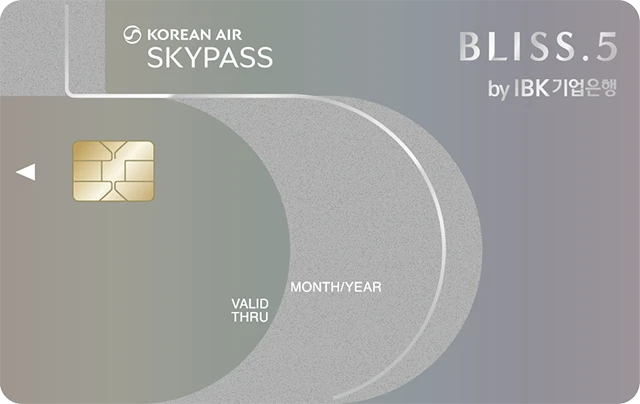 KOREAN AIR
SKYPASS
BLISS.5
by IBK기업은행
MONTH/YEAR
VALID
THRU